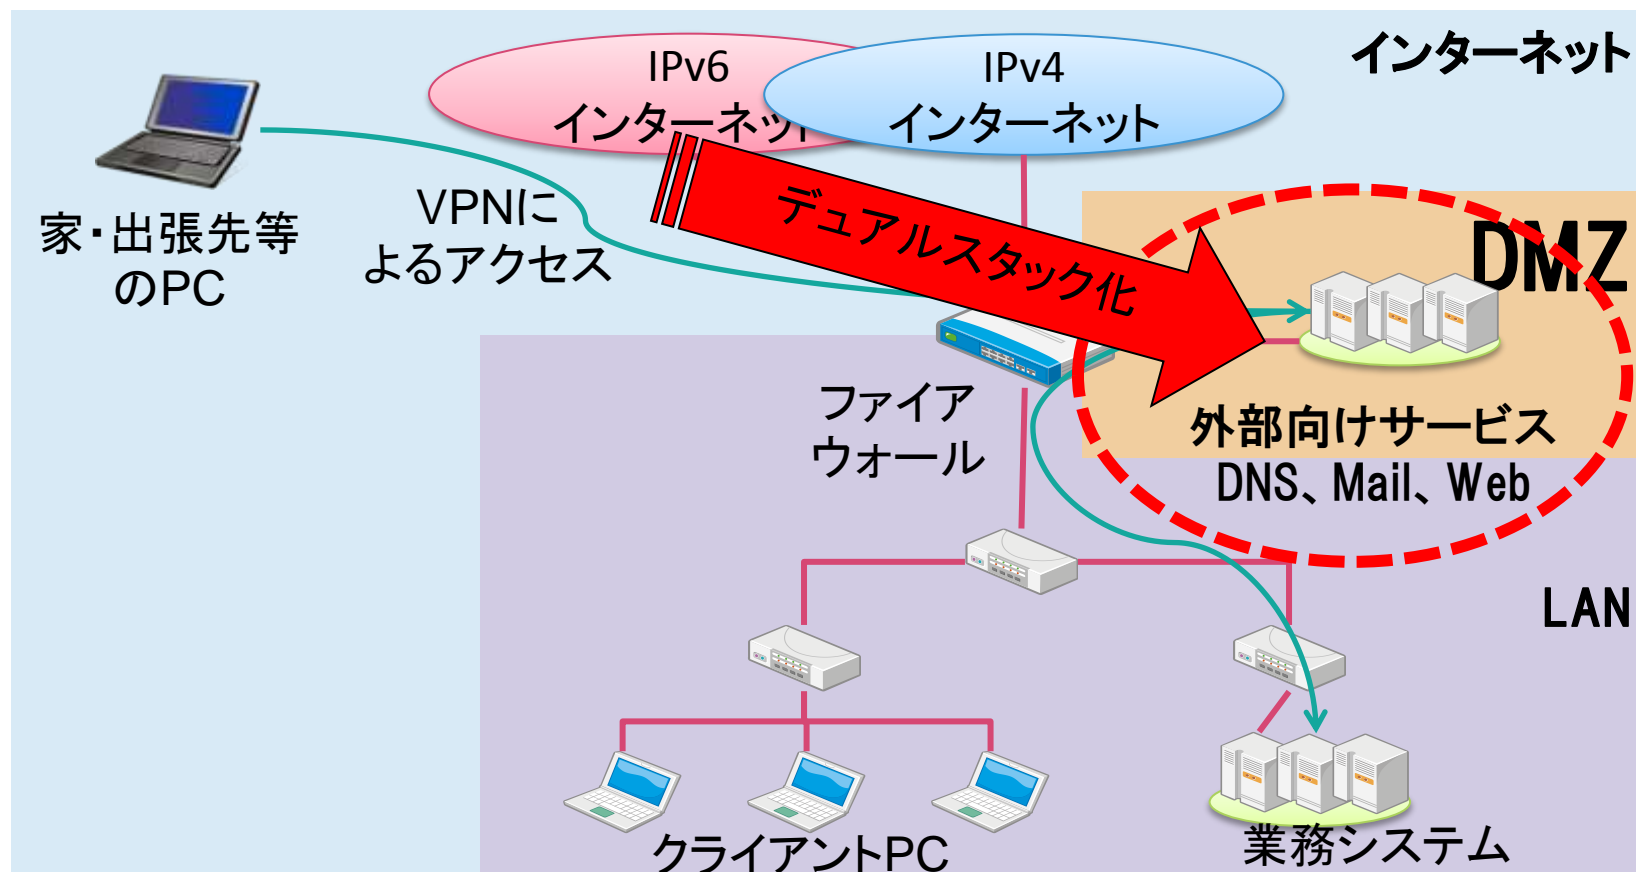 インターネット
IPv6
インターネット
IPv4
インターネット
家・出張先等
のPC
VPNに
よるアクセス
デュアルスタック化
DMZ
ファイア
ウォール
外部向けサービス
DNS、Mail、Web
LAN
クライアントPC
業務システム